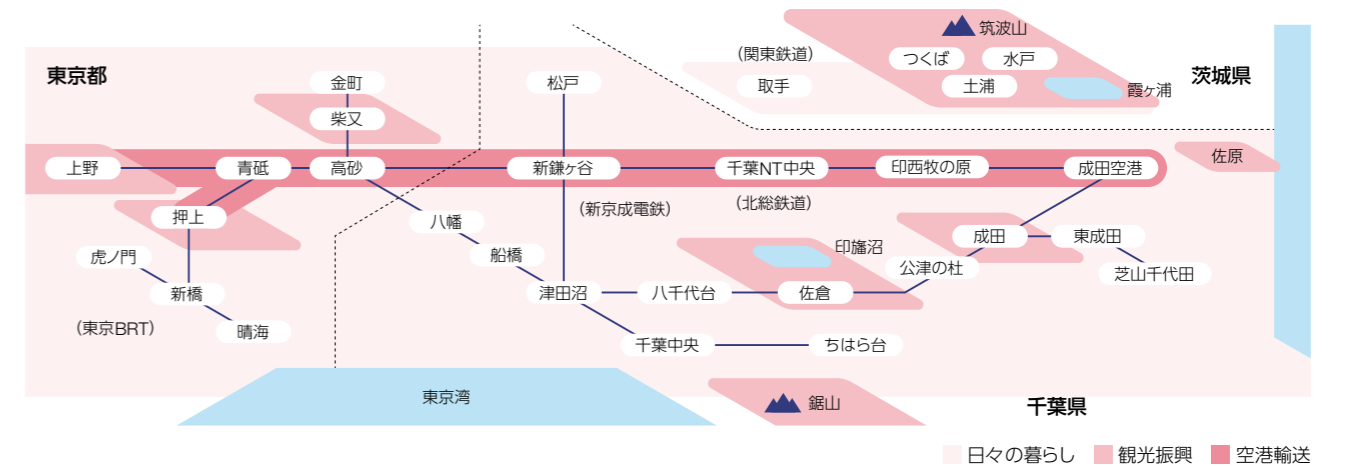 東京都
茨城県
筑波山
つくば
水戸
土浦
霞ヶ浦
（関東鉄道）
取手
金町
柴又
松戸
上野
青砥
高砂
新鎌ヶ谷
千葉NT中央
印西牧の原
成田空港
佐原
（新京成電鉄）
（北総鉄道）
押上
八幡
船橋
印旛沼
成田
東成田
虎ノ門
公津の杜
芝山千代田
新橋
津田沼
八千代台
佐倉
（東京BRT）
晴海
千葉中央
ちはら台
東京湾
鋸山
千葉県
日々の暮らし
観光振興
空港輸送